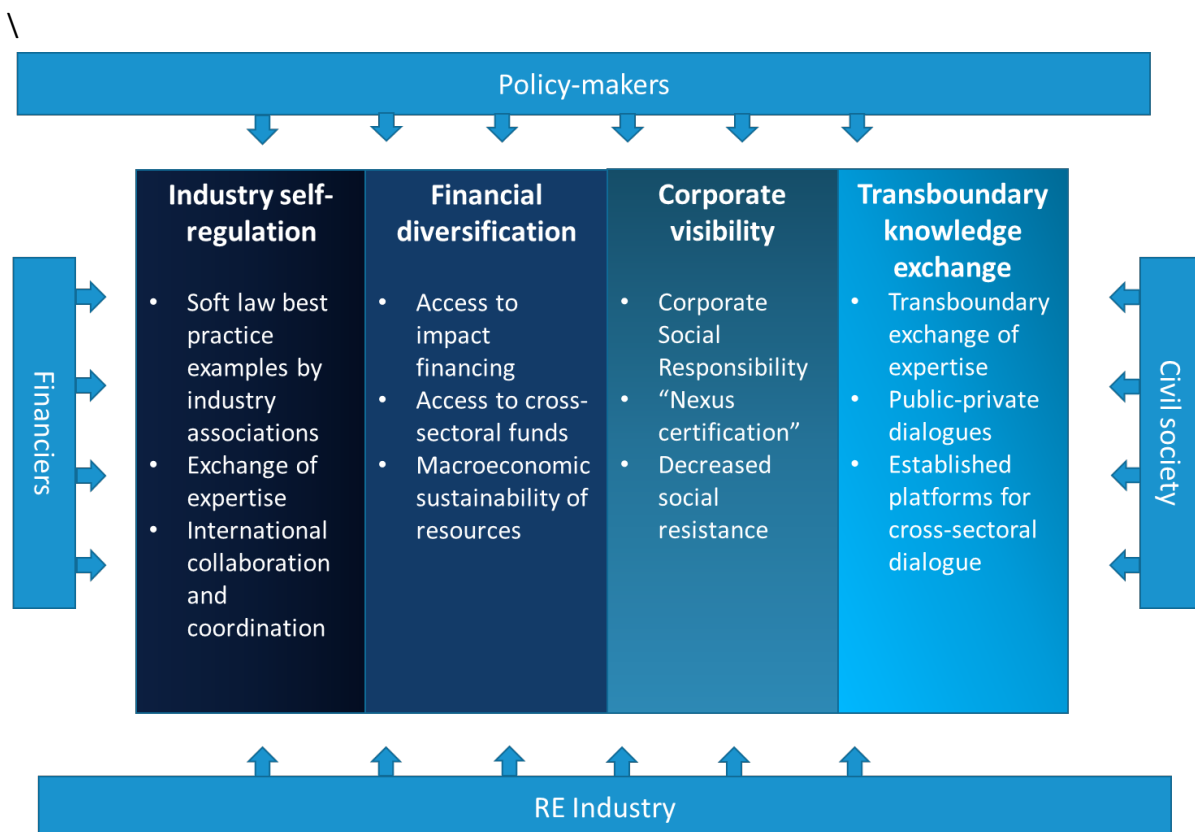 \
Policy-makers
Financiers
Industry self-
regulation
• Soft law best
practice
examples by
industry
associations
• Exchange of
expertise
• International
collaboration
and
coordination
Financial
diversification
• Access to
impact
financing
• Access to cross-
sectoral funds
• Macroeconomic
sustainability of
resources
Corporate
visibility
• Corporate
Social
Responsibility
• “Nexus
certification”
• Decreased
social
resistance
Transboundary
knowledge
exchange
• Transboundary
exchange of
expertise
• Public-private
dialogues
• Established
platforms for
cross-sectoral
dialogue
Civil society
RE Industry